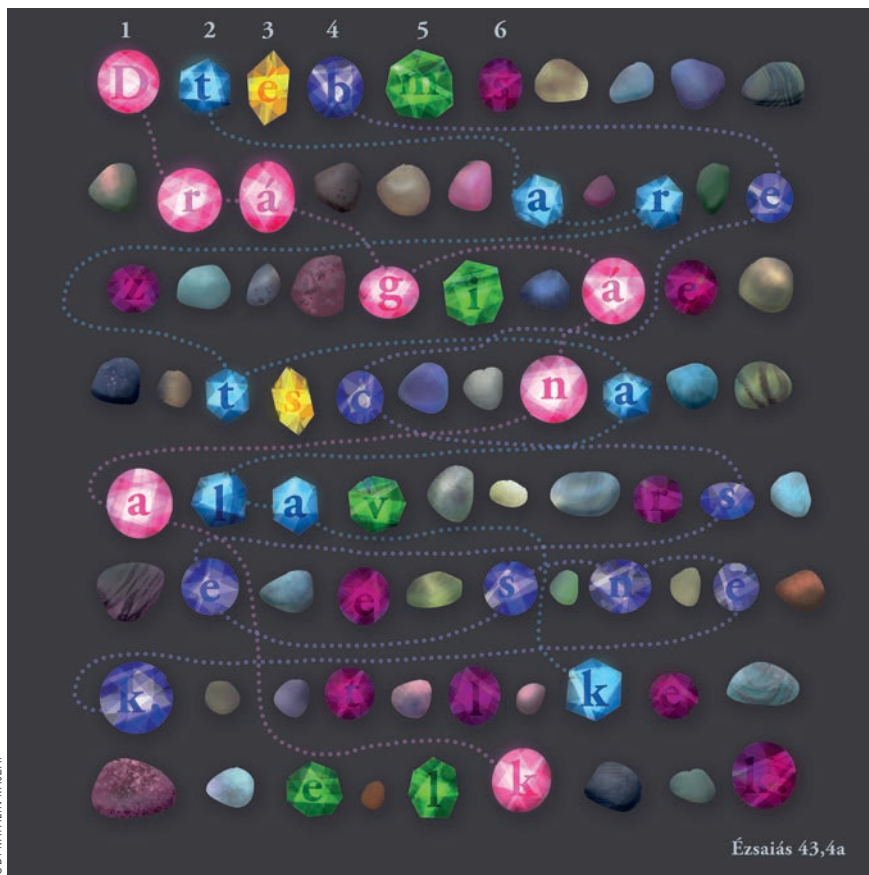 1 2 3 4 5 6
D t e b m s
r á a r e
z g i á e
t s c n a
a l a v r s
e e s n e
k t l k e
e l k k
Ézsaiás 43,4a